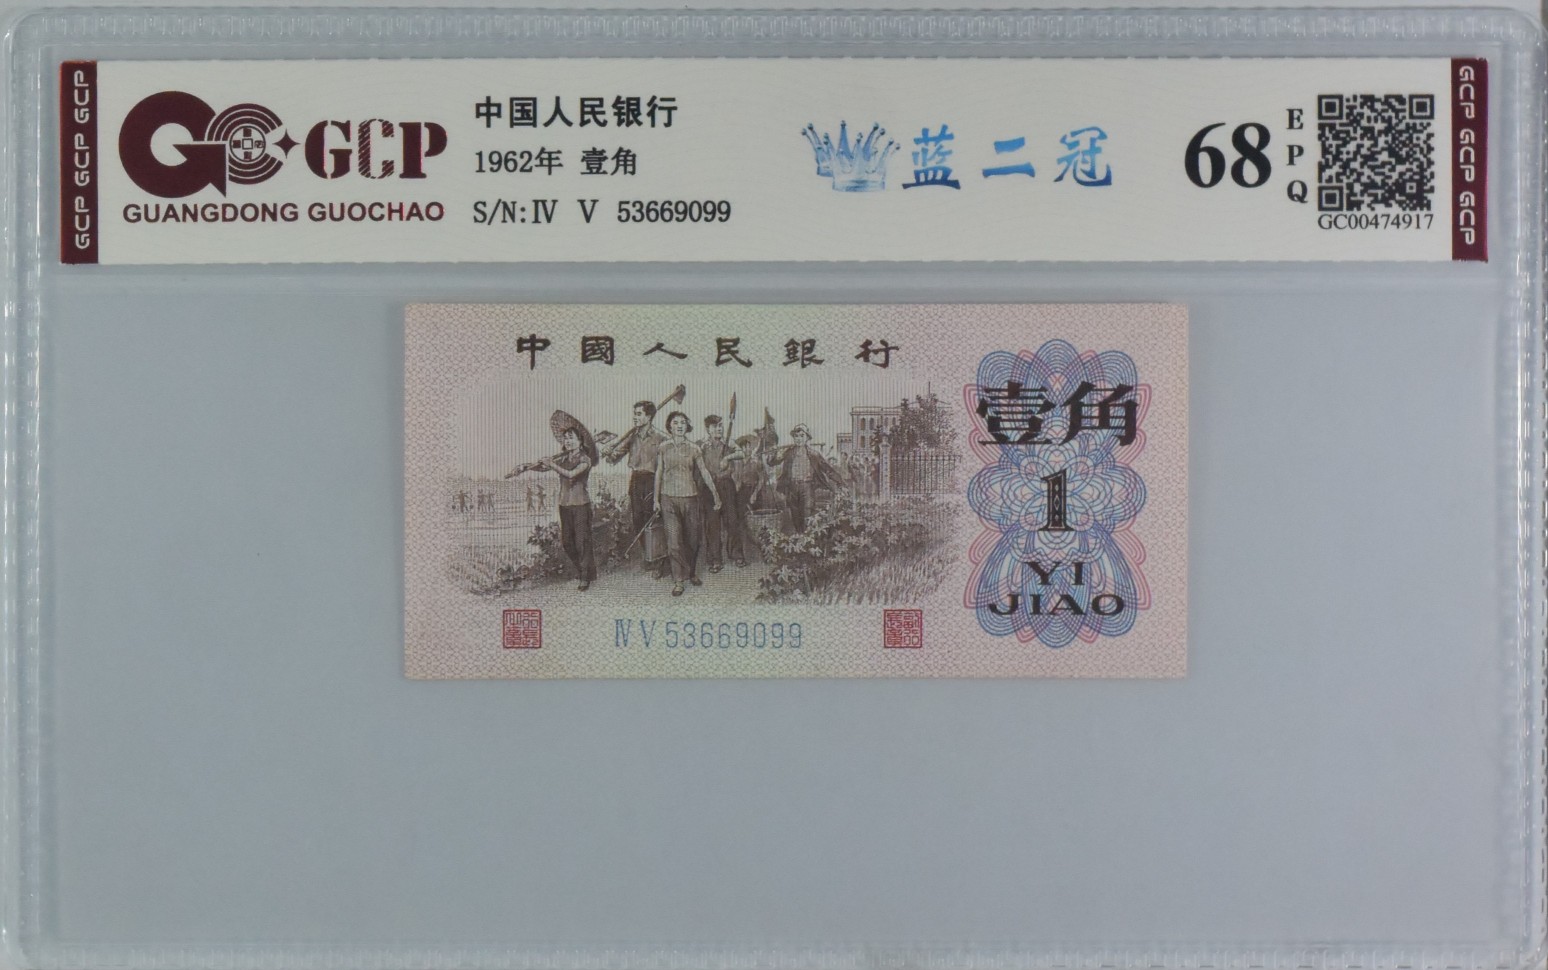 GCP GCP GCP
GCP
GUANGDONG GUOCHAO
中国人民银行
1962年 壹角
S/N:Ⅳ Ⅴ 53669099
蓝二冠
68
EPQ
GC00474917
GCP GCP GCP
中國人民銀行
壹角
1
YI
JIAO
Ⅳ Ⅴ 53669099